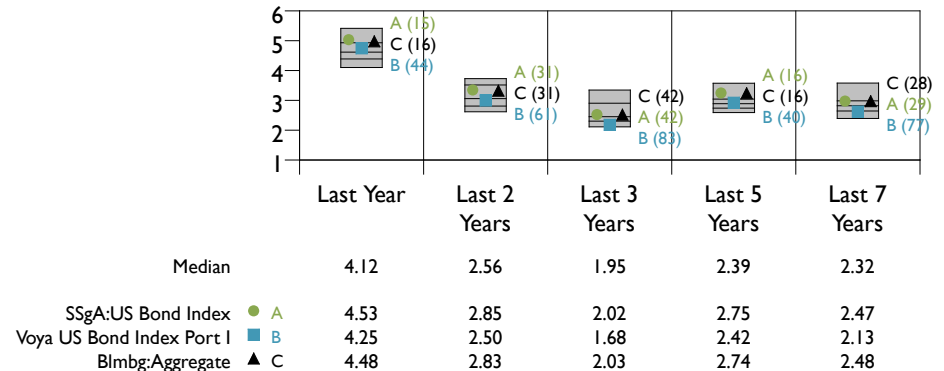 6
5
4
3
2
1
A (15)
C (16)
B (44)
A (31)
C (31)
B (61)
C (42)
A (42)
B (83)
A (16)
C (16)
B (40)
C (28)
A (29)
B (77)
Last Year Last 2 Years Last 3 Years Last 5 Years Last 7 Years
Median 4.12 2.56 1.95 2.39 2.32
SSgA:US Bond Index A 4.53 2.85 2.02 2.75 2.47
Voya US Bond Index Port I B 4.25 2.50 1.68 2.42 2.13
Blmbg:Aggregate C 4.48 2.83 2.03 2.74 2.48